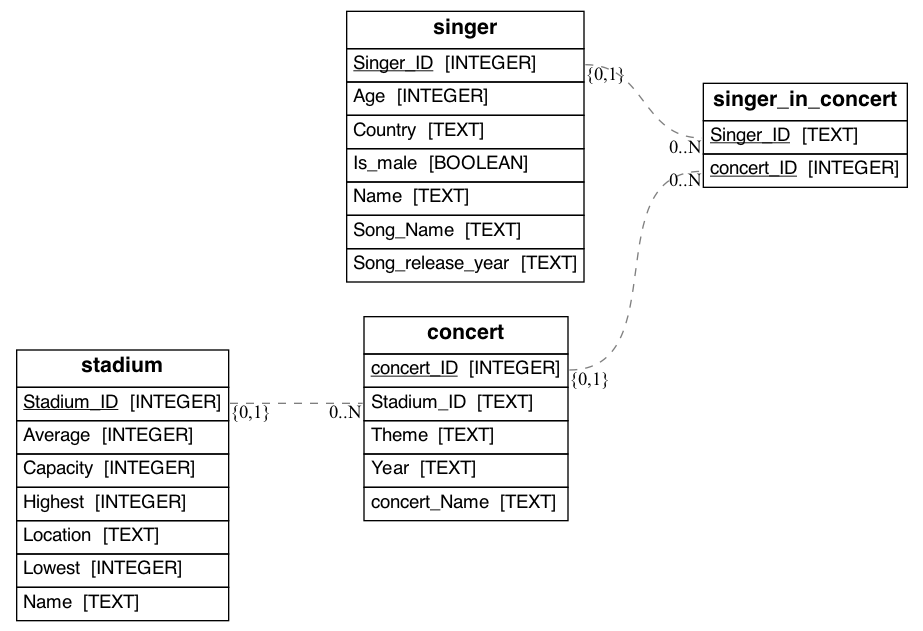 singer
Singer_ID [INTEGER]
Age [INTEGER]
Country [TEXT]
Is_male [BOOLEAN]
Name [TEXT]
Song_Name [TEXT]
Song_release_year [TEXT]
{0,1}
0..N
singer_in_concert
Singer_ID [TEXT]
concert_ID [INTEGER]
0..N
concert
concert_ID [INTEGER]
Stadium_ID [TEXT]
Theme [TEXT]
Year [TEXT]
concert_Name [TEXT]
{0,1}
stadium
Stadium_ID [INTEGER]
Average [INTEGER]
Capacity [INTEGER]
Highest [INTEGER]
Location [TEXT]
Lowest [INTEGER]
Name [TEXT]
{0,1}
0..N